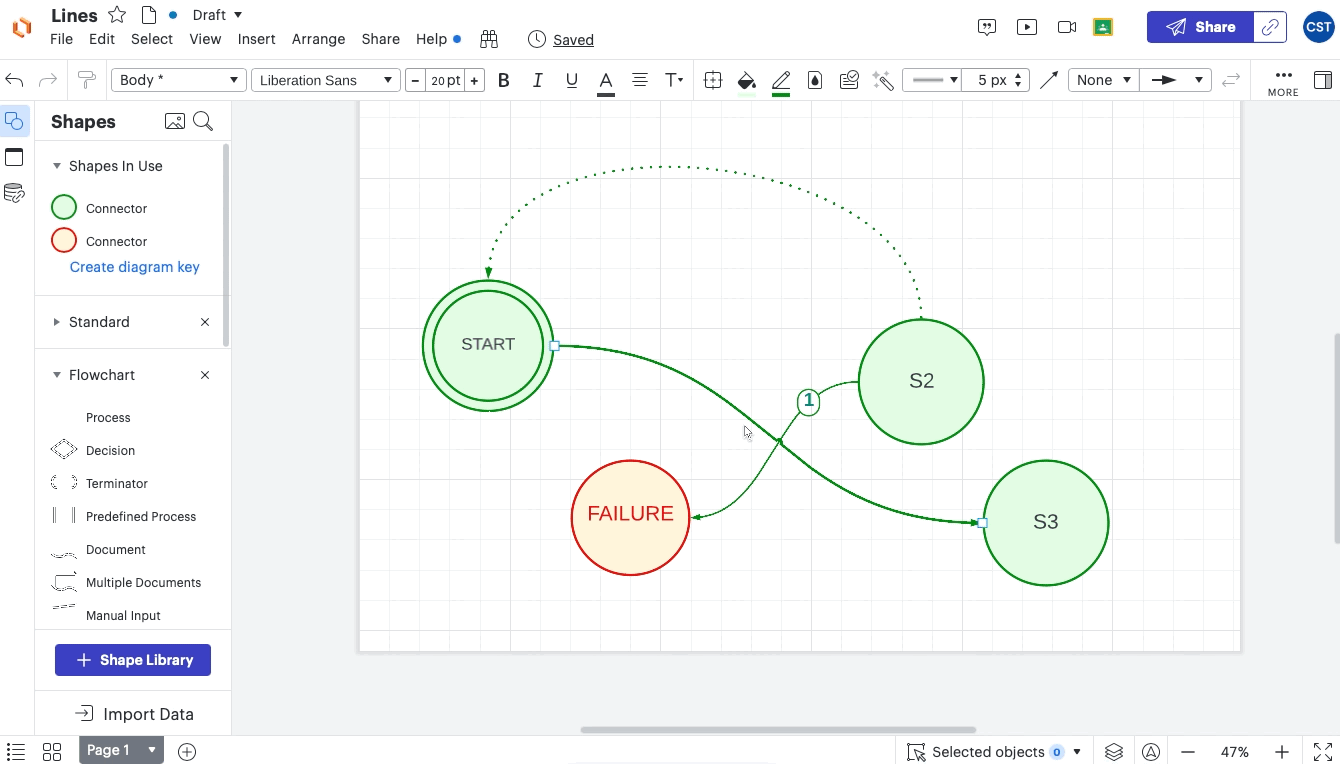 Lines Draft
File Edit Select View Insert Arrange Share Help Saved
Share CST
Body * Liberation Sans - 20 pt + B I U A T 5 px None MORE
Shapes
Shapes In Use
Connector
Connector
Create diagram key
Standard
Flowchart
Process
Decision
Terminator
Predefined Process
Document
Multiple Documents
Manual Input
+ Shape Library
Import Data
START
S2
1
FAILURE
S3
Page 1
Selected objects 0
47%